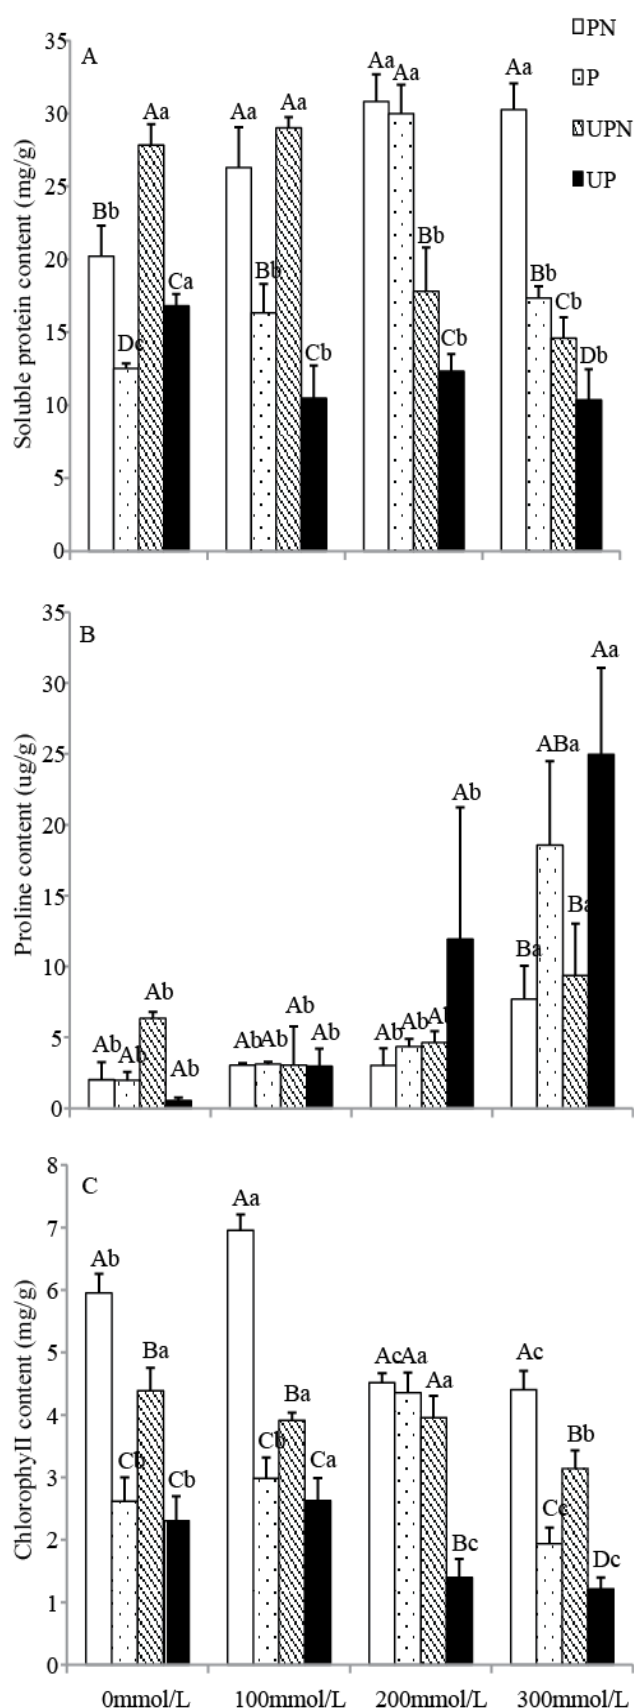 PN
P
UPN
UP
A
Soluble protein content (mg/g)
35
30
25
20
15
10
5
0
Bb
Dc
Aa
Ca
Aa
Bb
Aa
Cb
Aa
Aa
Bb
Cb
Aa
Bb
Cb
Db
B
Proline content (ug/g)
35
30
25
20
15
10
5
0
Ab
Ab
Ab
Ab
Ab
Ab
Ab
Ab
Ab
Ab
Ab
Ab
Ba
ABa
Ba
Aa
C
ChlorophyII content (mg/g)
8
7
6
5
4
3
2
1
0
Ab
Cb
Ba
Cb
Aa
Cb
Ba
Ca
Ac
Aa
Aa
Bc
Ac
Cc
Bb
Dc
0mmol/L 100mmol/L 200mmol/L 300mmol/L